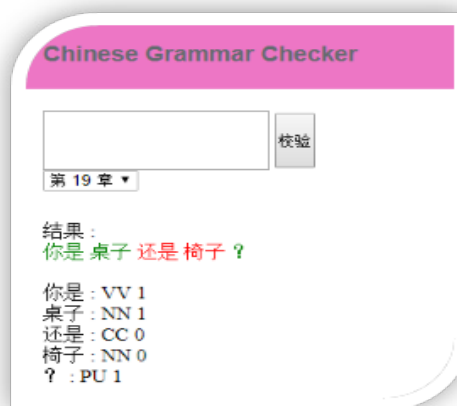 Chinese Grammar Checker
校验
第 19 章 ▼
结果 :
你是 桌子 还是 椅子 ？
你是 : VV 1
桌子 : NN 1
还是 : CC 0
椅子 : NN 0
？ : PU 1